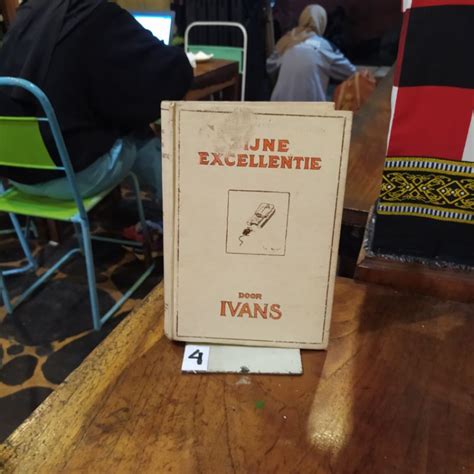 ZIJNE
EXCELLENTIE
DOOR
IVANS
4